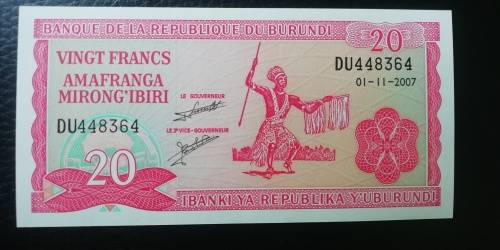 BANQUE DE LA REPUBLIQUE DU BURUNDI
20
VINGT FRANCS
AMAFRANGA
MIRONG'IBIRI
DU448364
01-11-2007
LE GOUVERNEUR
DU448364
LE 2e VICE-GOUVERNEUR
20
IBANKI YA REPUBLIKA Y'UBURUNDI